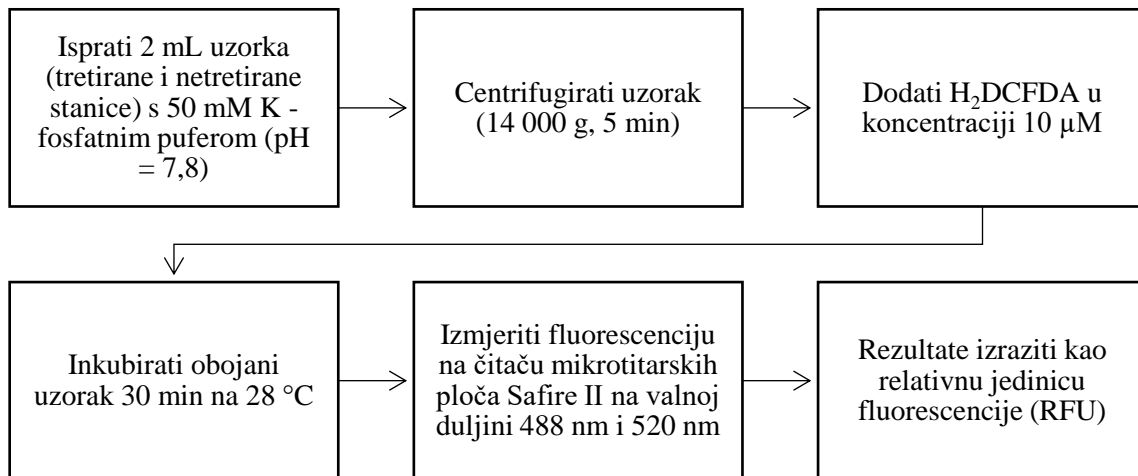 Isprati 2 mL uzorka
(tretirane i netretirane
stanice) s 50 mM K -
fosfatnim puferom (pH
= 7,8)
Centrifugirati uzorak
(14 000 g, 5 min)
Dodati H₂DCFDA u
koncentraciji 10 µM
Inkubirati obojani
uzorak 30 min na 28 °C
Izmjeriti fluorescenciju
na čitaču mikrotitarskih
ploča Safire II na valnoj
duljini 488 nm i 520 nm
Rezultate izraziti kao
relativnu jedinicu
fluorescencije (RFU)